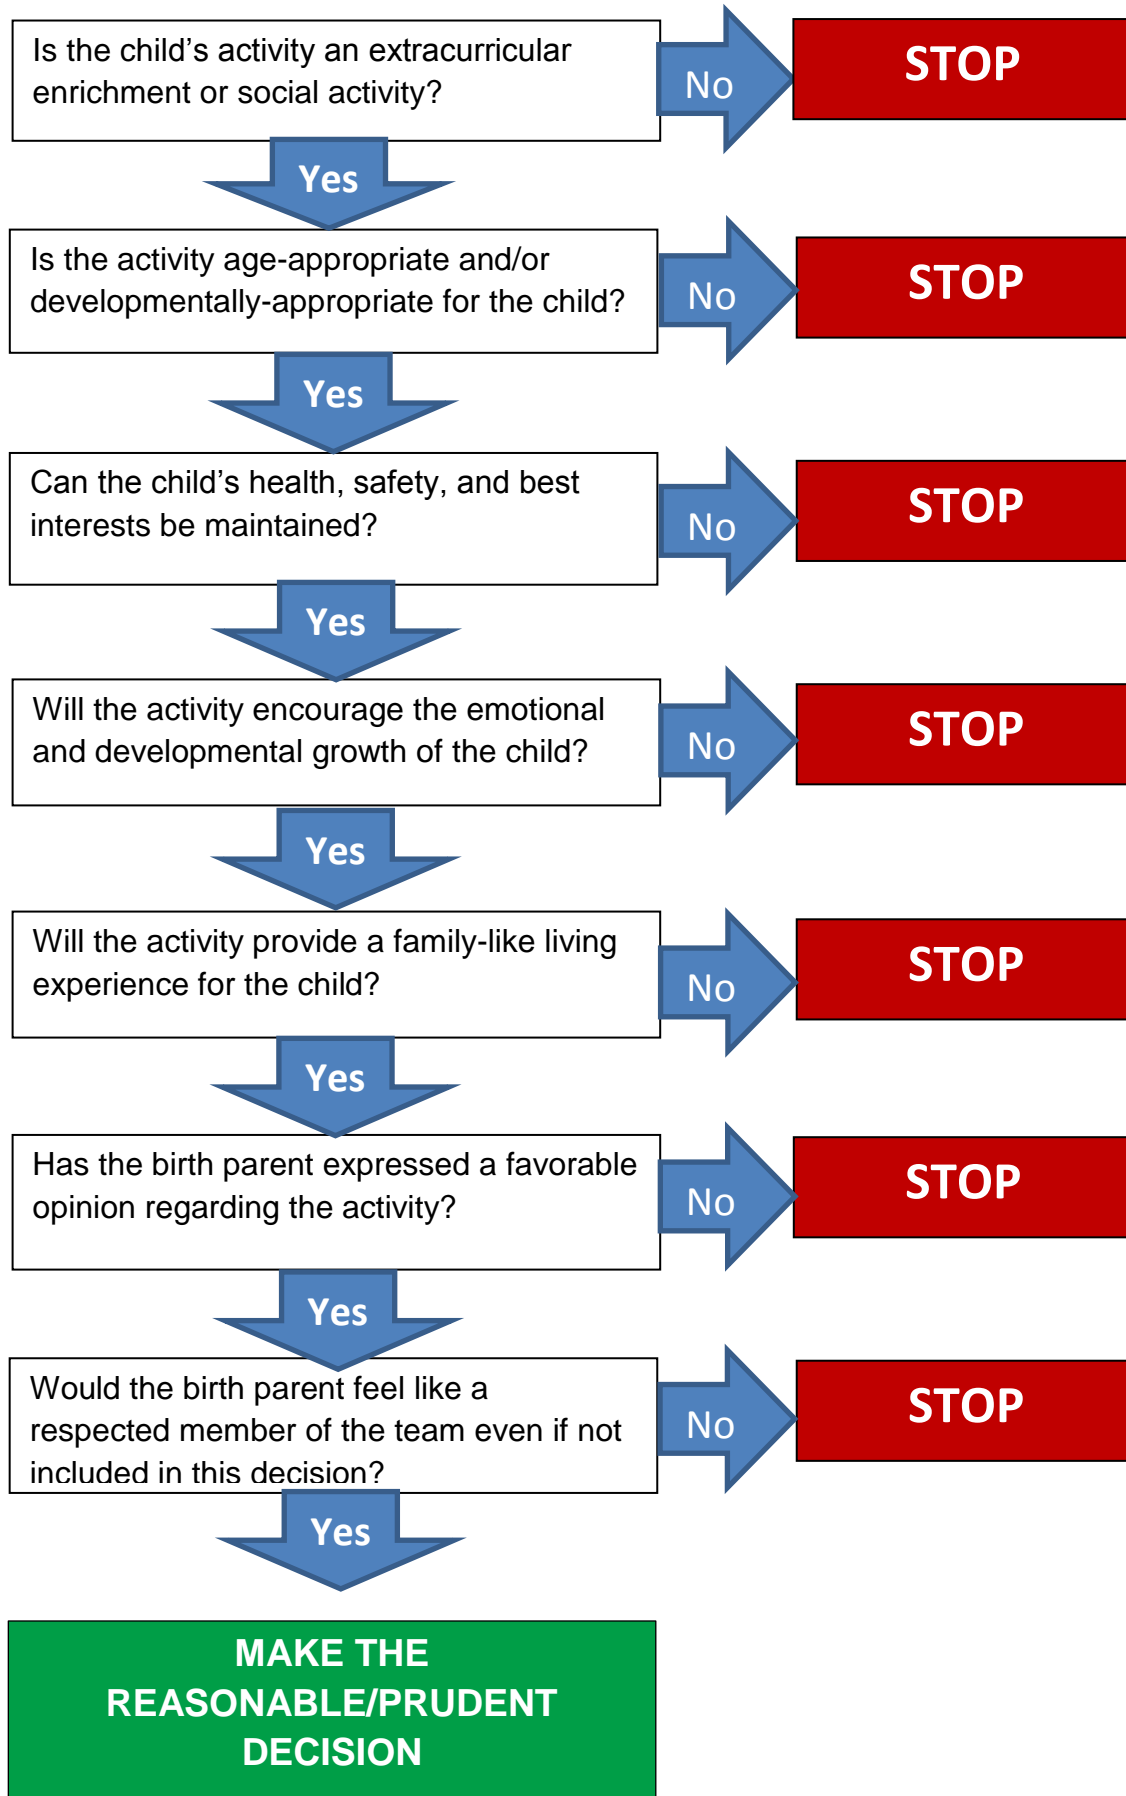 Is the child’s activity an extracurricular
enrichment or social activity?
No
STOP
Yes
Is the activity age-appropriate and/or
developmentally-appropriate for the child?
No
STOP
Yes
Can the child’s health, safety, and best
interests be maintained?
No
STOP
Yes
Will the activity encourage the emotional
and developmental growth of the child?
No
STOP
Yes
Will the activity provide a family-like living
experience for the child?
No
STOP
Yes
Has the birth parent expressed a favorable
opinion regarding the activity?
No
STOP
Yes
Would the birth parent feel like a
respected member of the team even if not
included in this decision?
No
STOP
Yes
MAKE THE
REASONABLE/PRUDENT
DECISION